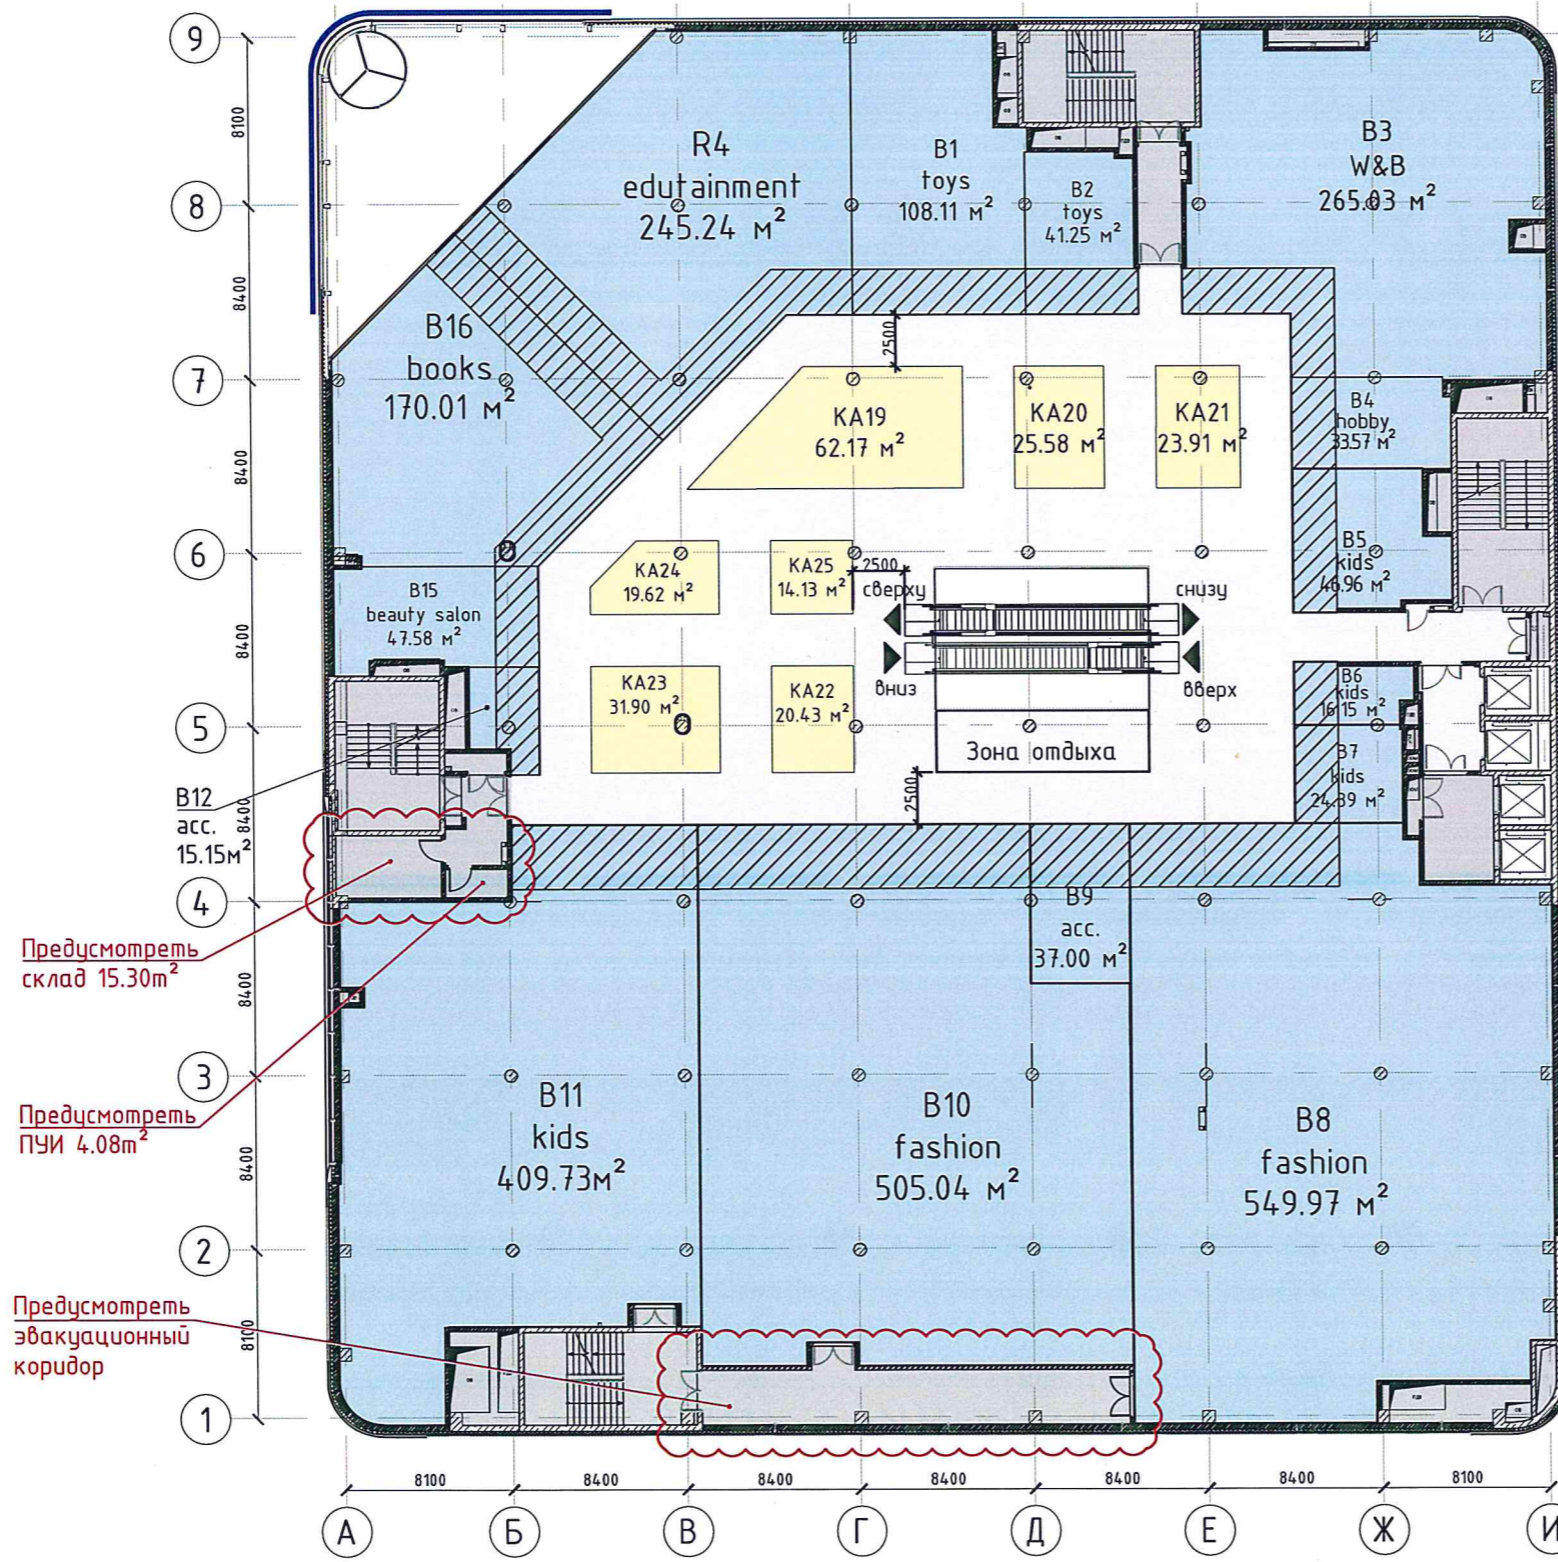 9
8100
8
8400
7
8400
6
8400
5
8400
4
8400
3
8400
2
8100
1
R4
edutainment
245.24 м²
B1
toys
108.11 м²
B2
toys
41.25 м²
B3
W&B
265.03 м²
B16
books
170.01 м²
2500
KA19
62.17 м²
KA20
25.58 м²
KA21
23.91 м²
B4
hobby
33.57 м²
B5
kids
46.96 м²
KA24
19.62 м²
KA25
14.13 м²
2500
сверху
снизу
B15
beauty salon
47.58 м²
KA23
31.90 м²
KA22
20.43 м²
вниз
вверх
B6
kids
16.15 м²
Зона отдыха
B7
kids
24.89 м²
2500
B12
acc.
15.15м²
Предусмотреть
склад 15.30m²
B9
acc.
37.00 м²
Предусмотреть
ПУИ 4.08m²
B11
kids
409.73м²
B10
fashion
505.04 м²
B8
fashion
549.97 м²
Предусмотреть
эвакуационный
коридор
8100
8400
8400
8400
8400
8400
8100
А
Б
В
Г
Д
Е
Ж
И